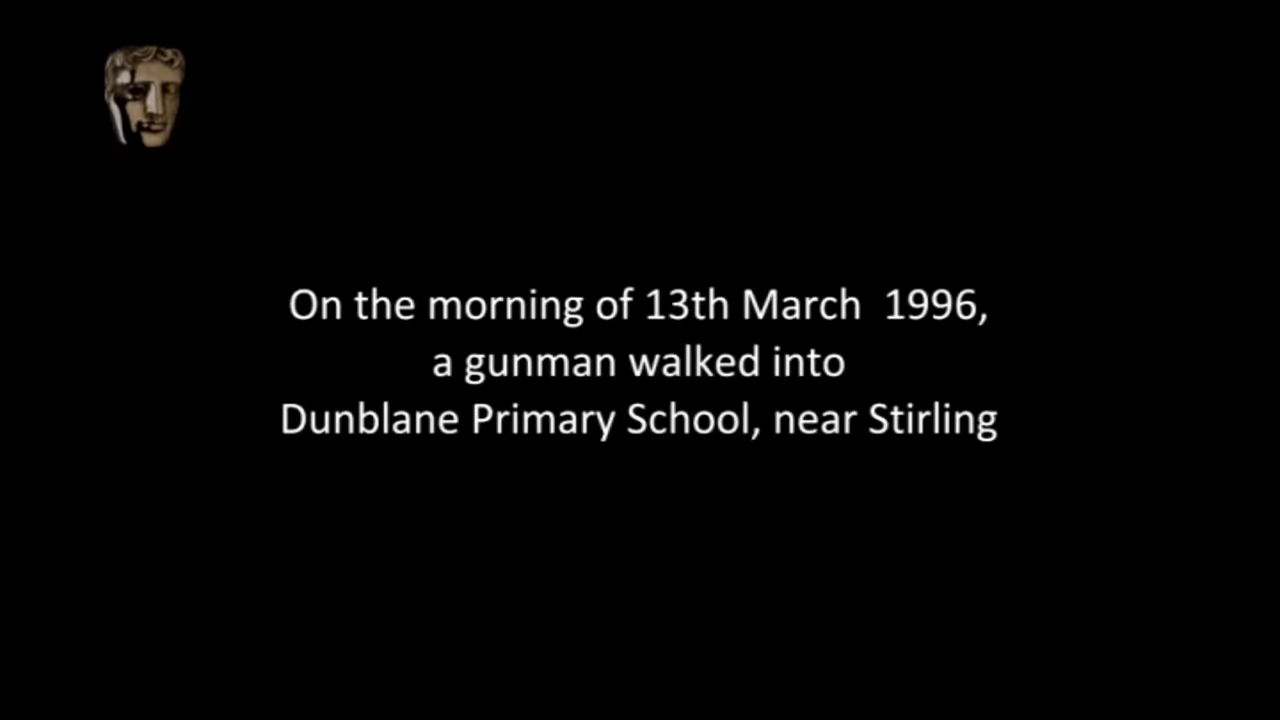 On the morning of 13th March  1996,
a gunman walked into
Dunblane Primary School, near Stirling